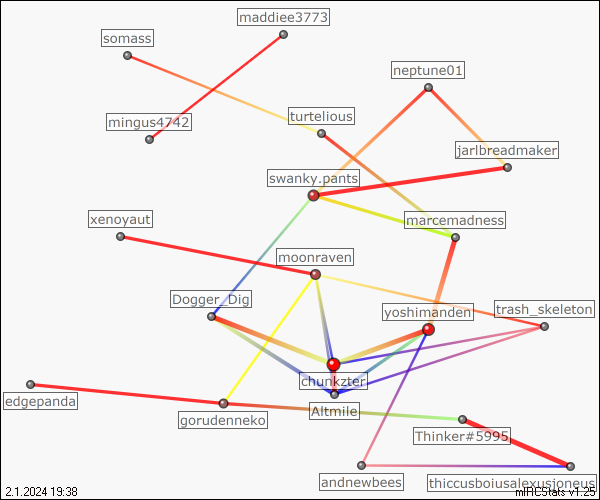 maddiee3773
somass
neptune01
turtelious
mingus4742
jarlbreadmaker
swanky.pants
xenoyaut
marcemadness
moonraven
Dogger_Dig
trash_skeleton
yoshimanden
chunkzter
edgepanda
Altmile
gorudenneko
Thinker#5995
andnewbees
thiccusboiusalexusioneus
2.1.2024 19:38
mIRCStats v1.25